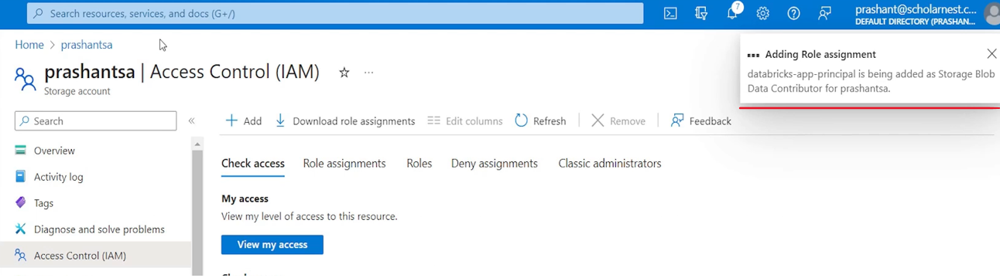 Search resources, services, and docs (G+/)
7
prashant@scholarnest.c...
DEFAULT DIRECTORY (PRASHAN...
Home > prashantsa
Adding Role assignment
databricks-app-principal is being added as Storage Blob
Data Contributor for prashantsa.
prashantsa | Access Control (IAM)
Storage account
Search
Add
Download role assignments
Edit columns
Refresh
Remove
Feedback
Overview
Activity log
Tags
Diagnose and solve problems
Access Control (IAM)
Check access
Role assignments
Roles
Deny assignments
Classic administrators
My access
View my level of access to this resource.
View my access